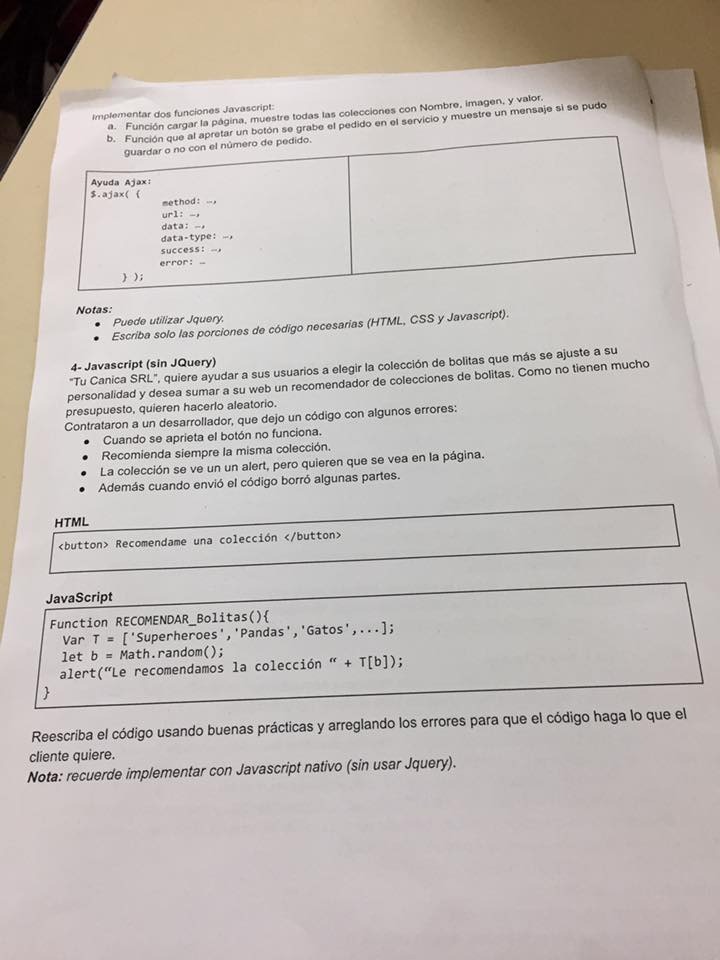 Implementar dos funciones Javascript:
a. Función cargar la página, muestre todas las colecciones con Nombre, imagen, y valor.
b. Función que al apretar un botón se grabe el pedido en el servicio y muestre un mensaje si se pudo
guardar o no con el número de pedido.
Ayuda Ajax:
$.ajax( {
method: …,
url: …,
data: …,
data-type: …,
success: …,
error: …
} );
Notas:
• Puede utilizar Jquery.
• Escriba solo las porciones de código necesarias (HTML, CSS y Javascript).
4- Javascript (sin JQuery)
"Tu Canica SRL", quiere ayudar a sus usuarios a elegir la colección de bolitas que más se ajuste a su
personalidad y desea sumar a su web un recomendador de colecciones de bolitas. Como no tienen mucho
presupuesto, quieren hacerlo aleatorio.
Contrataron a un desarrollador, que dejo un código con algunos errores:
• Cuando se aprieta el botón no funciona.
• Recomienda siempre la misma colección.
• La colección se ve un un alert, pero quieren que se vea en la página.
• Además cuando envió el código borró algunas partes.
HTML
<button> Recomendame una colección </button>
JavaScript
Function RECOMENDAR_Bolitas(){
Var T = ['Superheroes','Pandas','Gatos',...];
let b = Math.random();
alert(“Le recomendamos la colección “ + T[b]);
}
Reescriba el código usando buenas prácticas y arreglando los errores para que el código haga lo que el
cliente quiere.
Nota: recuerde implementar con Javascript nativo (sin usar Jquery).